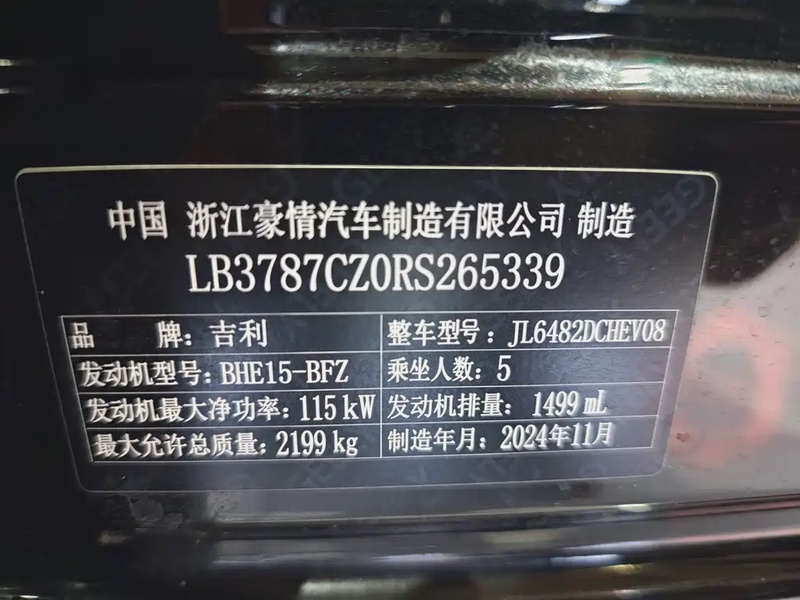 中国 浙江豪情汽车制造有限公司 制造
LB3787CZ0RS265339
品 牌: 吉利 整车型号: JL6482DCHEV08
发动机型号: BHE15-BFZ 乘坐人数: 5
发动机最大净功率: 115 kW 发动机排量: 1499 mL
最大允许总质量: 2199 kg 制造年月: 2024年11月